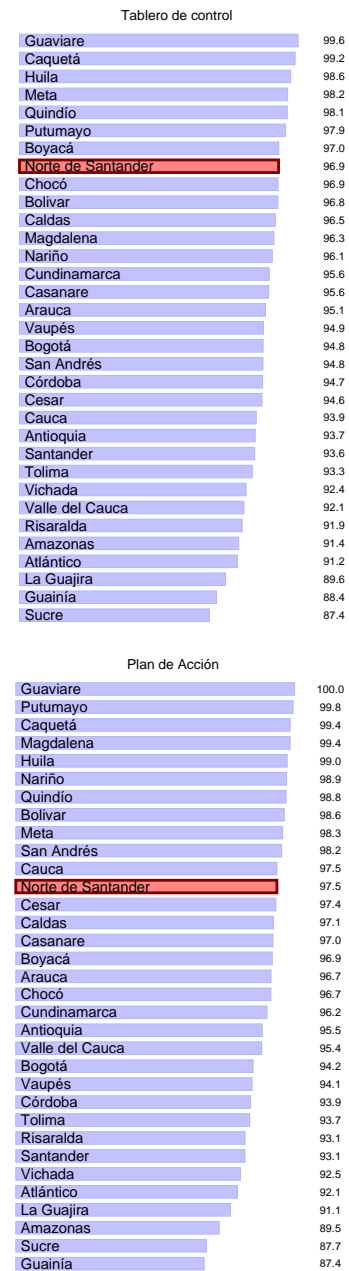 Tablero de control
Guaviare 99.6
Caquetá 99.2
Huila 98.6
Meta 98.2
Quindío 98.1
Putumayo 97.9
Boyacá 97.0
Norte de Santander 96.9
Chocó 96.9
Bolivar 96.8
Caldas 96.5
Magdalena 96.3
Nariño 96.1
Cundinamarca 95.6
Casanare 95.6
Arauca 95.1
Vaupés 94.9
Bogotá 94.8
San Andrés 94.8
Córdoba 94.7
Cesar 94.6
Cauca 93.9
Antioquia 93.7
Santander 93.6
Tolima 93.3
Vichada 92.4
Valle del Cauca 92.1
Risaralda 91.9
Amazonas 91.4
Atlántico 91.2
La Guajira 89.6
Guainía 88.4
Sucre 87.4
Plan de Acción
Guaviare 100.0
Putumayo 99.8
Caquetá 99.4
Magdalena 99.4
Huila 99.0
Nariño 98.9
Quindío 98.8
Bolivar 98.6
Meta 98.3
San Andrés 98.2
Cauca 97.5
Norte de Santander 97.5
Cesar 97.4
Caldas 97.1
Casanare 97.0
Boyacá 96.9
Arauca 96.7
Chocó 96.7
Cundinamarca 96.2
Antioquia 95.5
Valle del Cauca 95.4
Bogotá 94.2
Vaupés 94.1
Córdoba 93.9
Tolima 93.7
Risaralda 93.1
Santander 93.1
Vichada 92.5
Atlántico 92.1
La Guajira 91.1
Amazonas 89.5
Sucre 87.7
Guainía 87.4